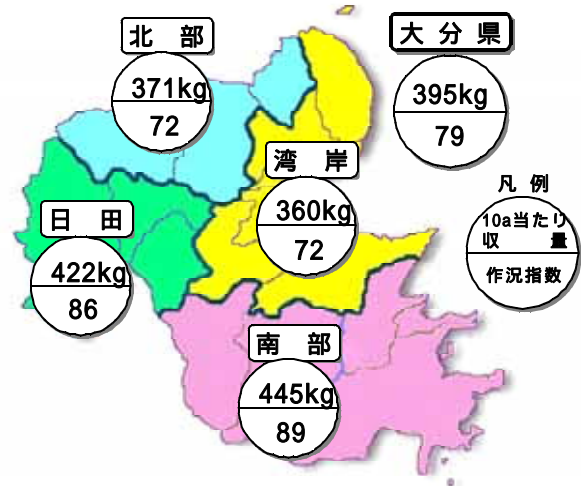 北部
371kg
72
大分県
395kg
79
湾岸
360kg
72
凡例
10a当たり
収量
作況指数
日田
422kg
86
南部
445kg
89